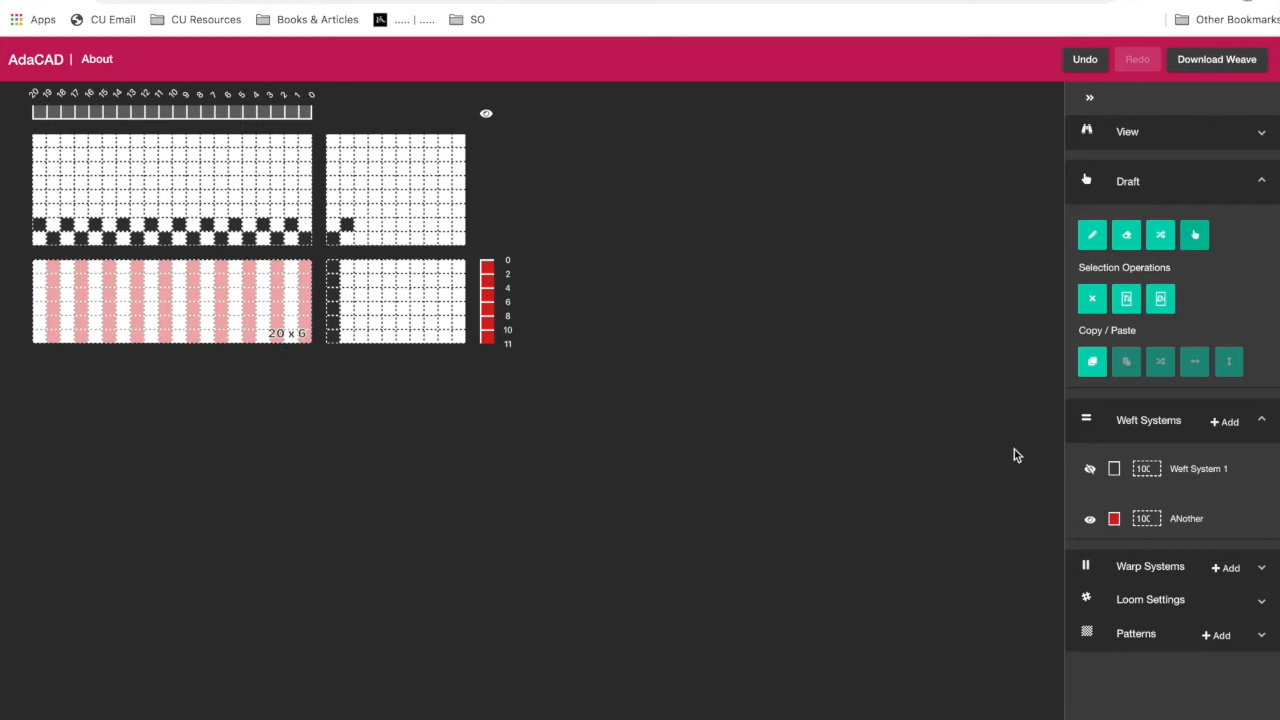 Apps CU Email CU Resources Books & Articles ..... | ..... SO Other Bookmarks
AdaCAD | About Undo Redo Download Weave
20 19 18 17 16 15 14 13 12 11 10 9 8 7 6 5 4 3 2 1 0
»
View
Draft
Selection Operations
Copy / Paste
0
2
4
6
8
10
11
20 x 6
Weft Systems + Add
100 Weft System 1
100 ANother
Warp Systems + Add
Loom Settings
Patterns + Add